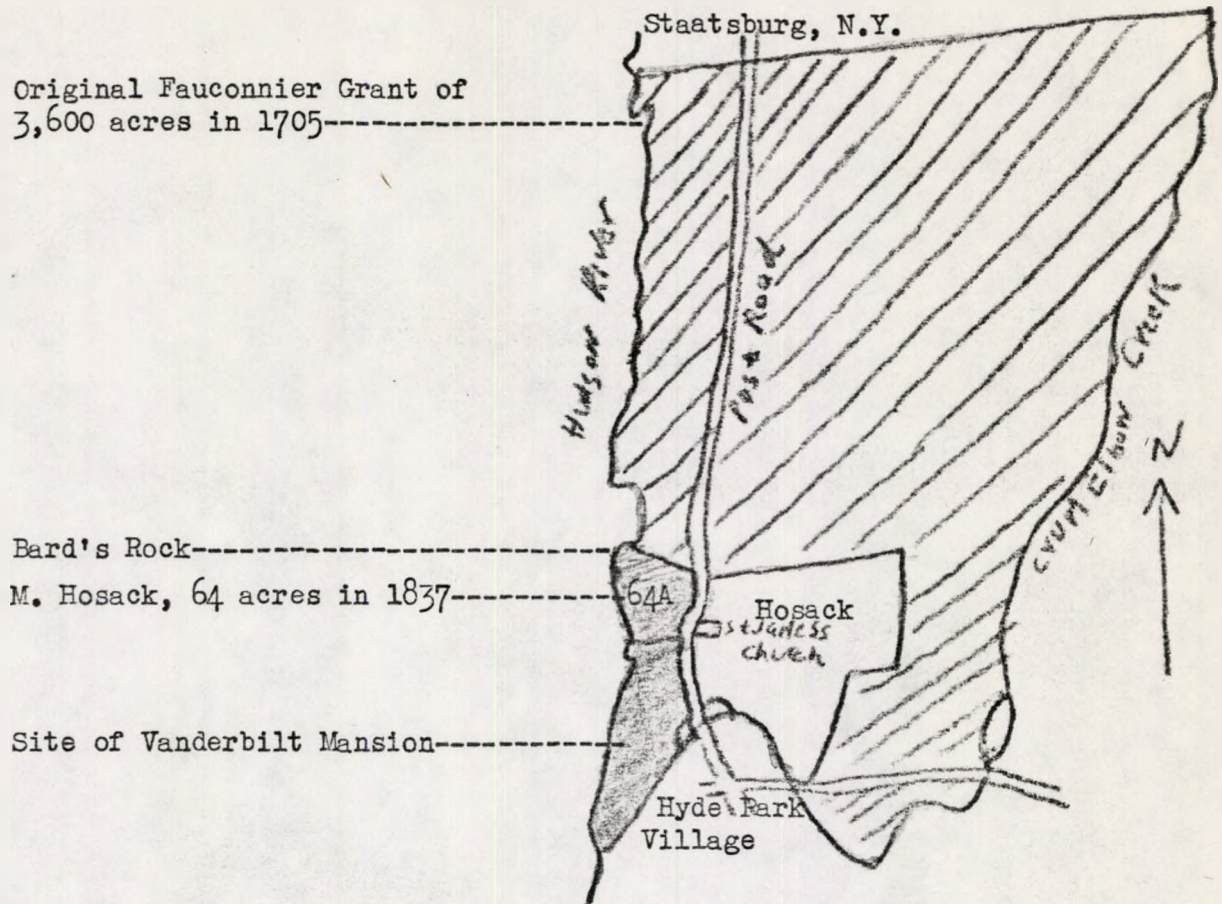 Staatsburg, N.Y.
Original Fauconnier Grant of
3,600 acres in 1705
Hudson River
Post Road
Crum Elbow Creek
N
Bard's Rock
M. Hosack, 64 acres in 1837
64A
Hosack
St James's
Church
Site of Vanderbilt Mansion
Hyde Park
Village